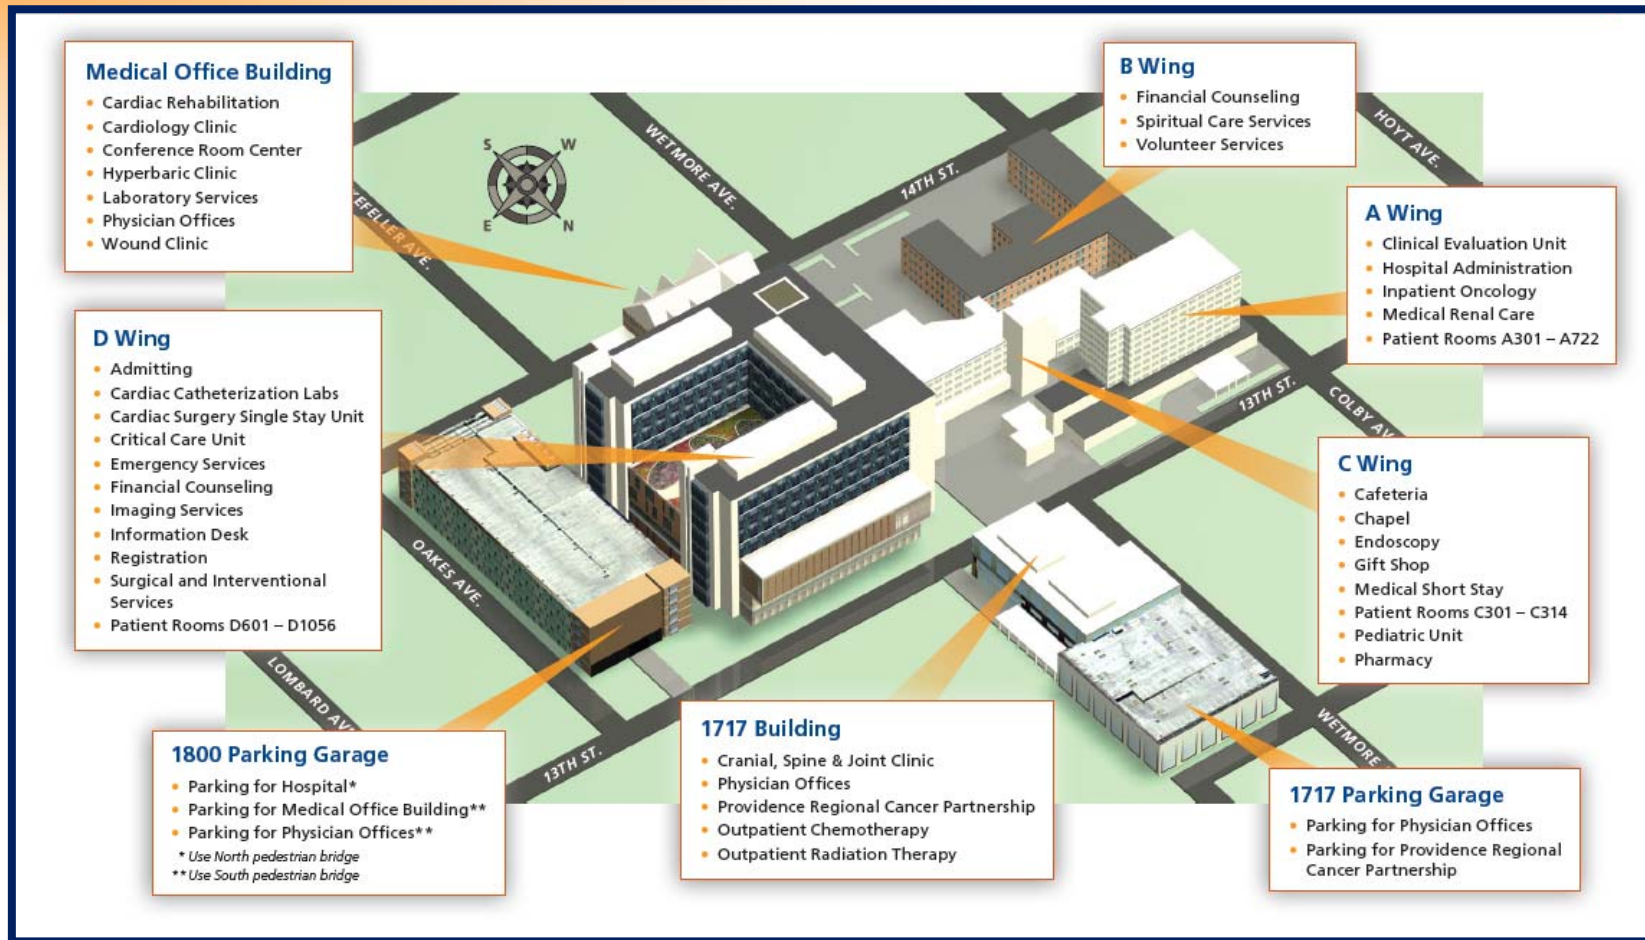 Medical Office Building
• Cardiac Rehabilitation
• Cardiology Clinic
• Conference Room Center
• Hyperbaric Clinic
• Laboratory Services
• Physician Offices
• Wound Clinic
B Wing
• Financial Counseling
• Spiritual Care Services
• Volunteer Services
A Wing
• Clinical Evaluation Unit
• Hospital Administration
• Inpatient Oncology
• Medical Renal Care
• Patient Rooms A301 – A722
D Wing
• Admitting
• Cardiac Catheterization Labs
• Cardiac Surgery Single Stay Unit
• Critical Care Unit
• Emergency Services
• Financial Counseling
• Imaging Services
• Information Desk
• Registration
• Surgical and Interventional
Services
• Patient Rooms D601 – D1056
C Wing
• Cafeteria
• Chapel
• Endoscopy
• Gift Shop
• Medical Short Stay
• Patient Rooms C301 – C314
• Pediatric Unit
• Pharmacy
1800 Parking Garage
• Parking for Hospital*
• Parking for Medical Office Building**
• Parking for Physician Offices**
* Use North pedestrian bridge
** Use South pedestrian bridge
1717 Building
• Cranial, Spine & Joint Clinic
• Physician Offices
• Providence Regional Cancer Partnership
• Outpatient Chemotherapy
• Outpatient Radiation Therapy
1717 Parking Garage
• Parking for Physician Offices
• Parking for Providence Regional
Cancer Partnership
S
W
E
N
WETMORE AVE.
14TH ST.
HOYT AVE.
AVE.
13TH ST.
COLBY
OAKES AVE.
LOMBARD
13TH ST.
WETMORE